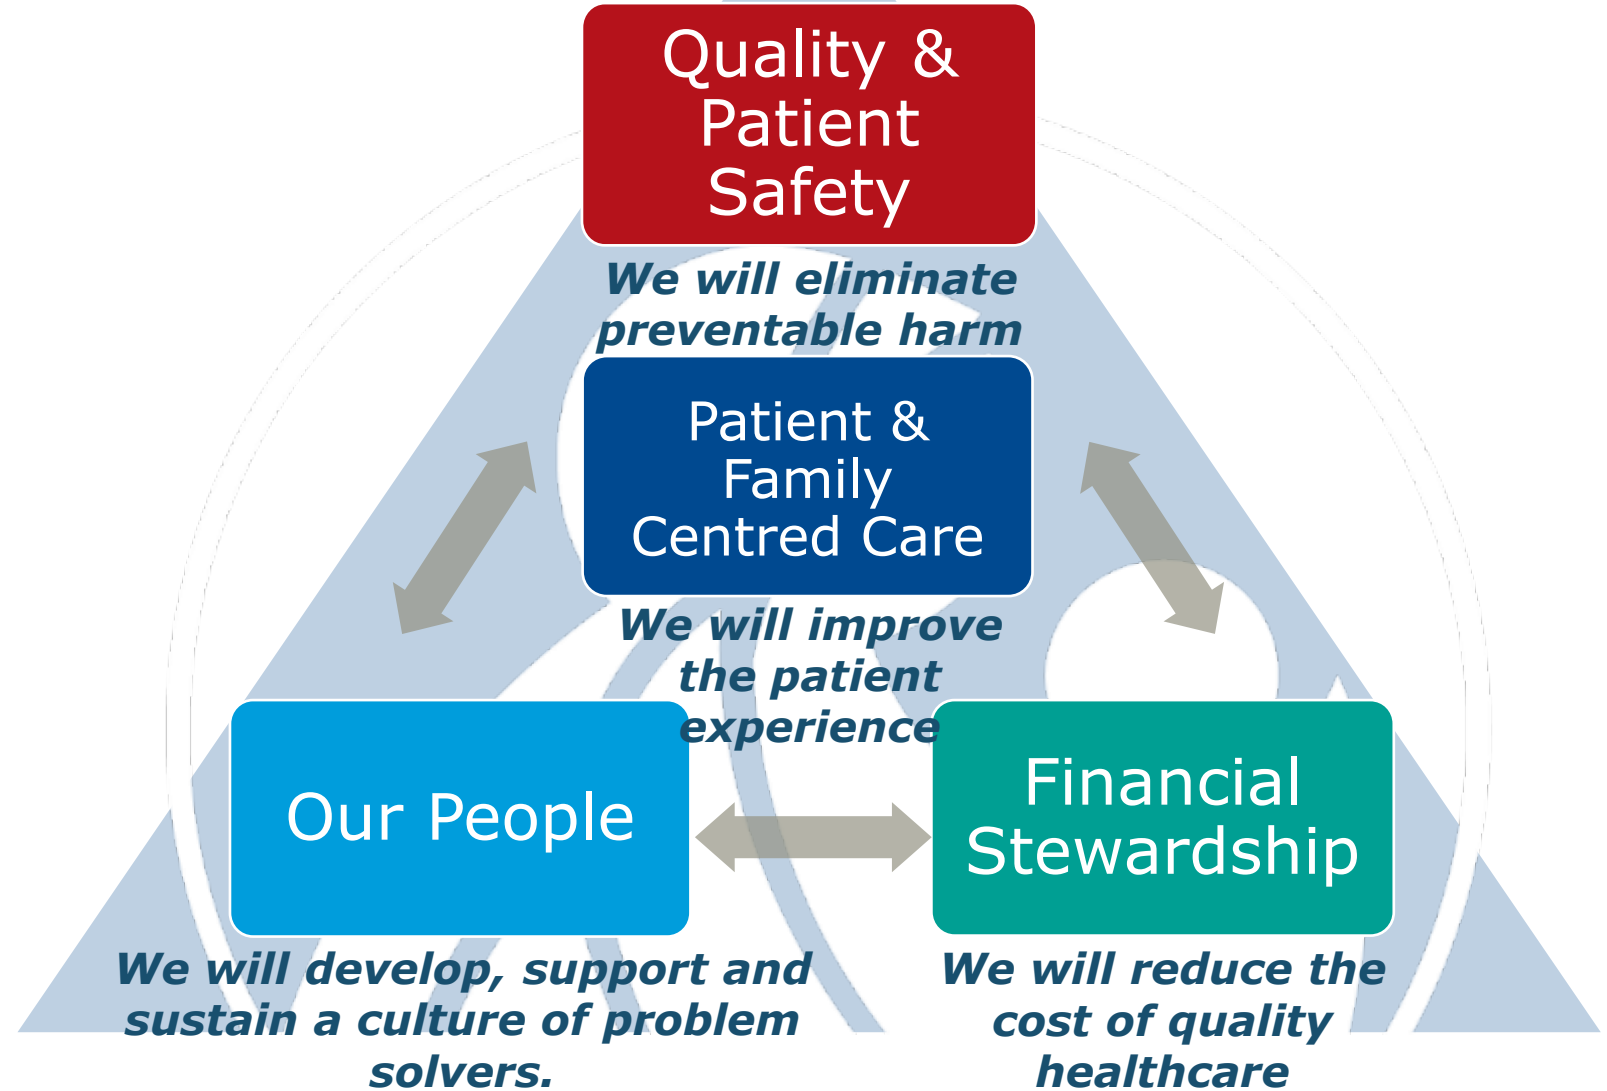 Quality &
Patient
Safety
We will eliminate
preventable harm
Patient &
Family
Centred Care
We will improve
the patient
experience
Our People
We will develop, support and
sustain a culture of problem
solvers.
Financial
Stewardship
We will reduce the
cost of quality
healthcare